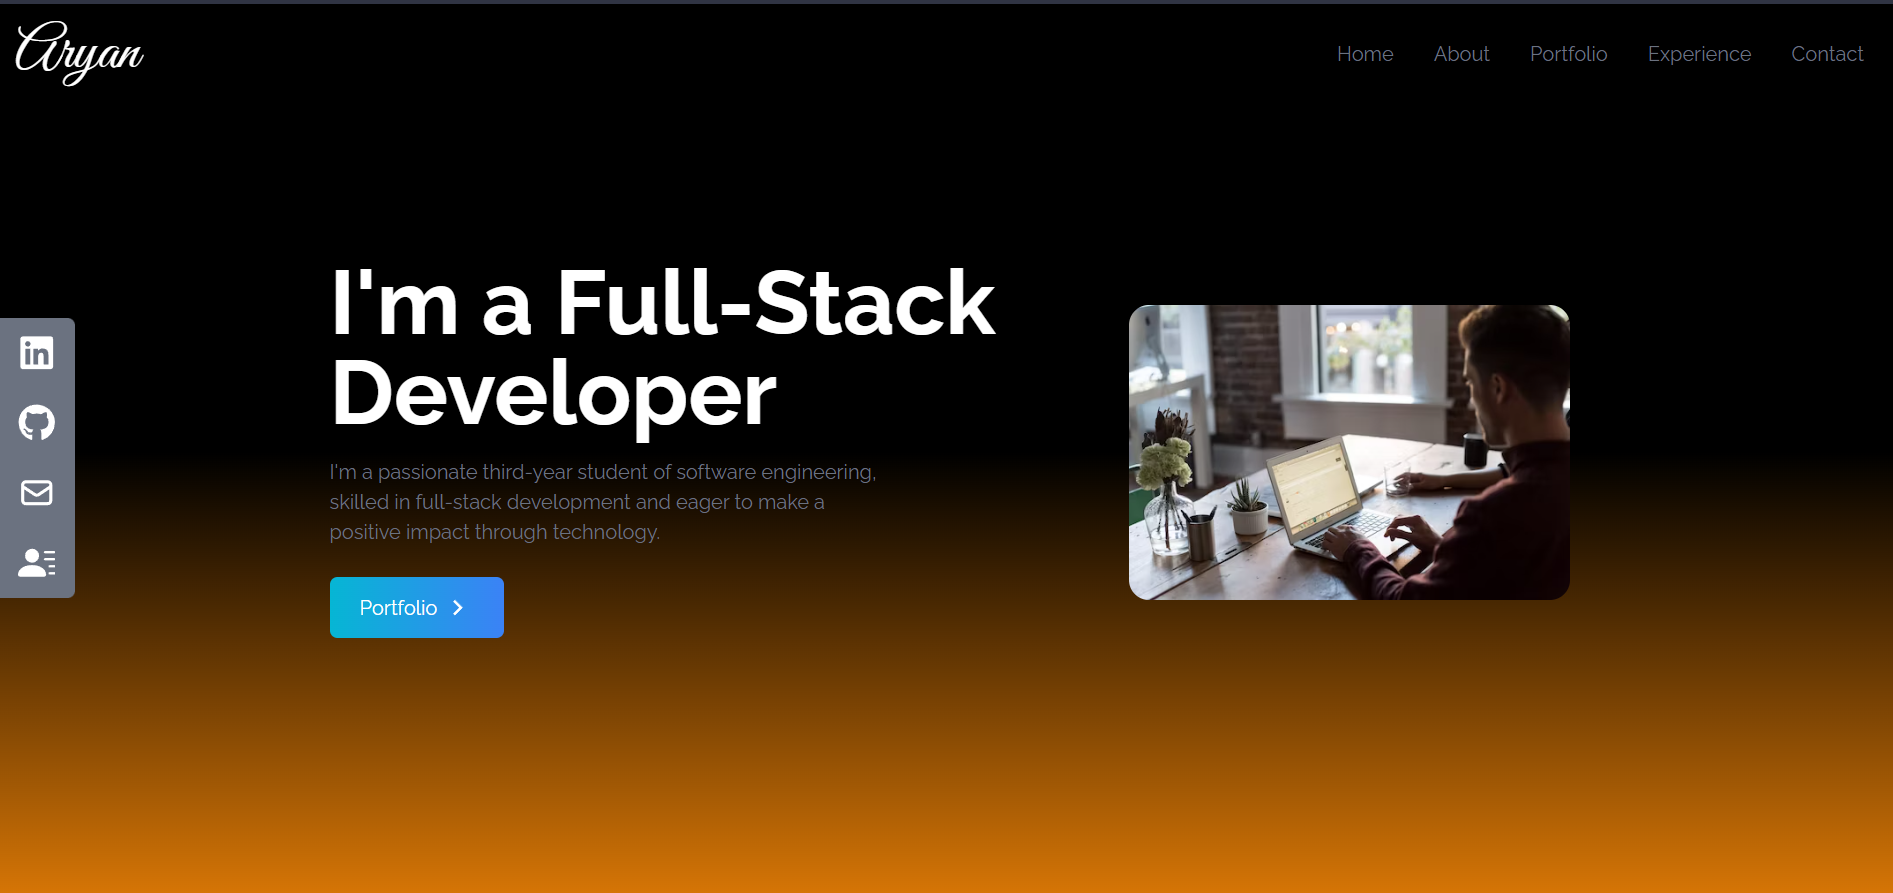 Aryan
Home About Portfolio Experience Contact
I'm a Full-Stack
Developer
in
I'm a passionate third-year student of software engineering,
skilled in full-stack development and eager to make a
positive impact through technology.
Portfolio